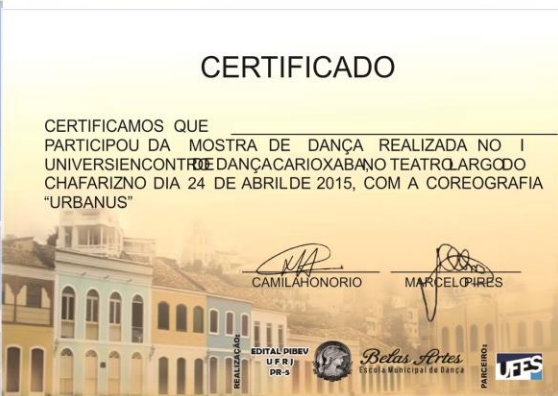 CERTIFICADO
CERTIFICAMOS QUE
PARTICIPOU DA MOSTRA DE DANÇA REALIZADA NO I
UNIVERSIENCONTRO DE DANÇA CARIOXABA, NO TEATRO LARGO DO
CHAFARIZ NO DIA 24 DE ABRIL DE 2015, COM A COREOGRAFIA
“URBANUS”
CAMILA HONORIO
MARCELO PIRES
REALIZAÇÃO:
EDITAL PIBEV
UFRJ
PR-5
Belas Artes
Escola Municipal de Dança
PARCEIRO:
UFES